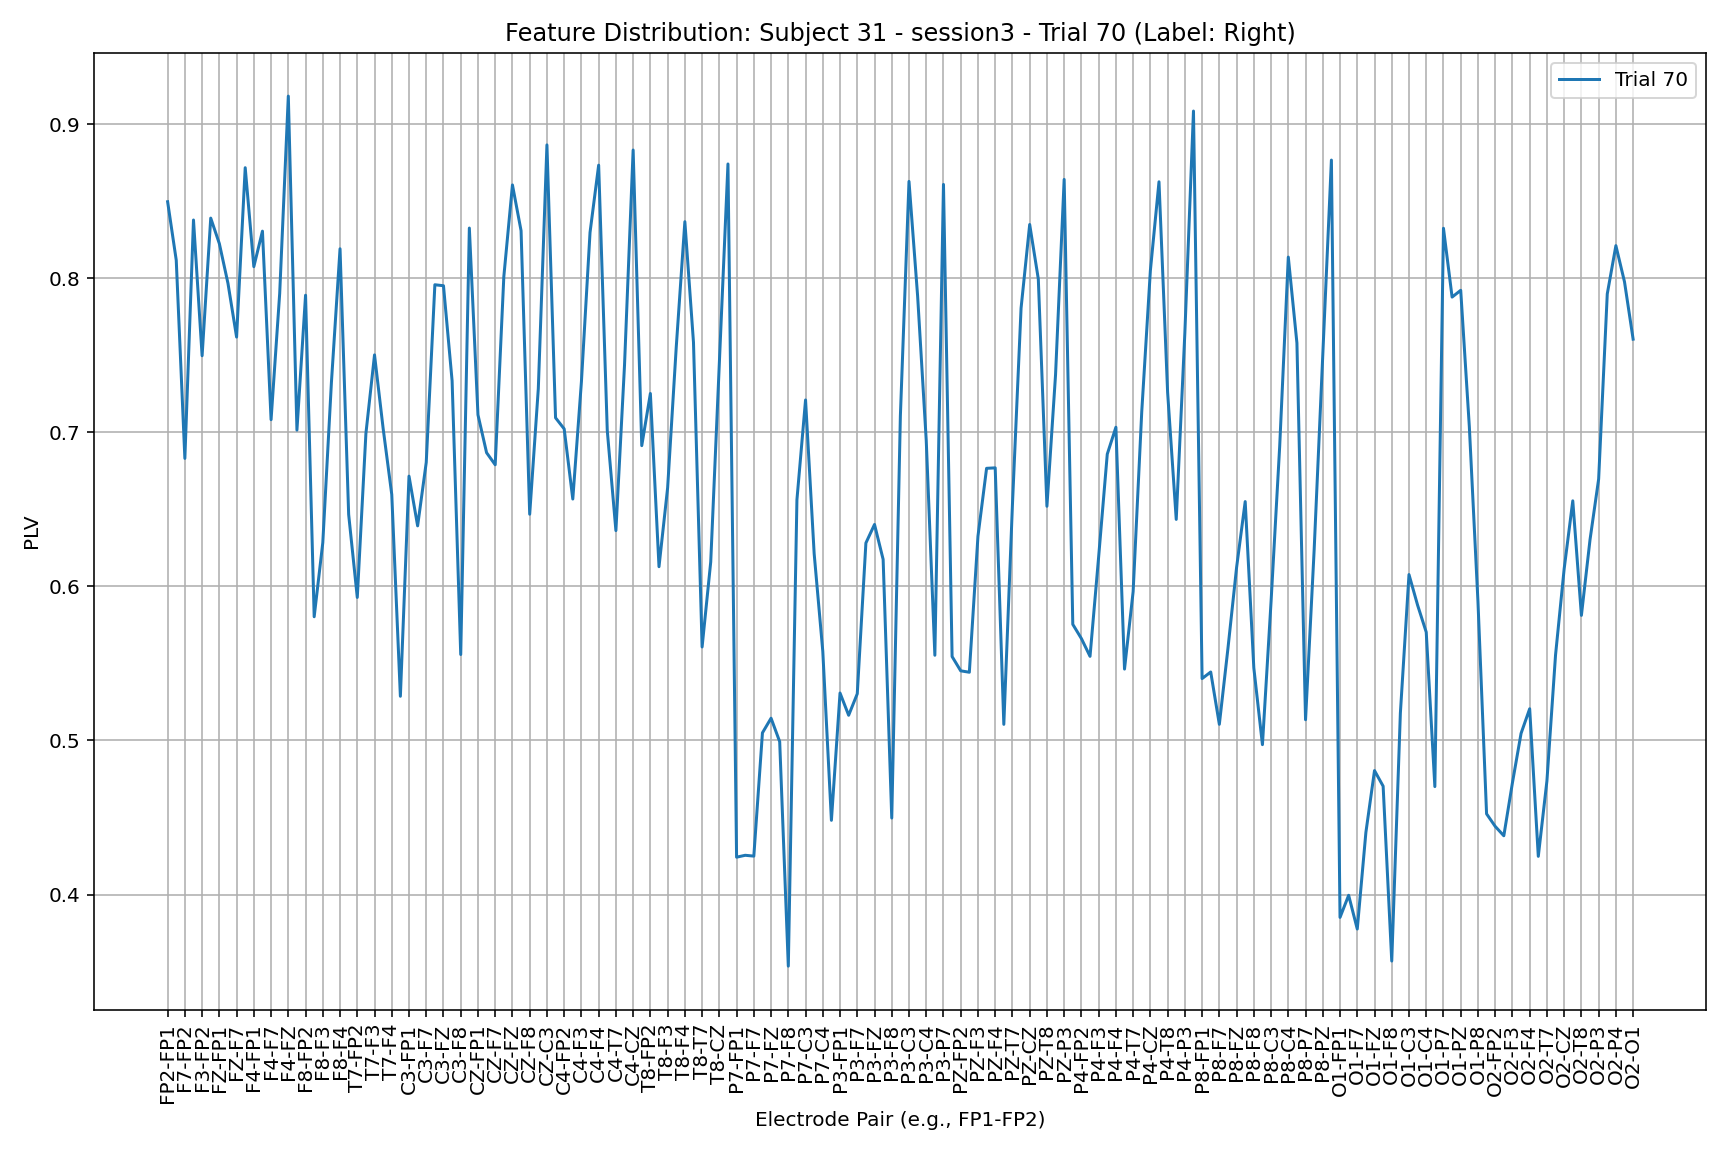 Feature Distribution: Subject 31 - session3 - Trial 70 (Label: Right)
Trial 70
0.9
0.8
0.7
0.6
0.5
0.4
PLV
FP2-FP1
F7-FP2
F3-FP2
FZ-FP1
FZ-F7
F4-FP1
F4-F7
F4-FZ
F8-FP2
F8-F3
F8-F4
T7-FP2
T7-F3
T7-F4
C3-FP1
C3-F7
C3-FZ
C3-F8
CZ-FP1
CZ-F7
CZ-FZ
CZ-F8
CZ-C3
C4-FP2
C4-F3
C4-F4
C4-T7
C4-CZ
T8-FP2
T8-F3
T8-F4
T8-T7
T8-CZ
P7-FP1
P7-F7
P7-FZ
P7-F8
P7-C3
P7-C4
P3-FP1
P3-F7
P3-FZ
P3-F8
P3-C3
P3-C4
P3-P7
PZ-FP2
PZ-F3
PZ-F4
PZ-T7
PZ-CZ
PZ-T8
PZ-P3
P4-FP2
P4-F3
P4-F4
P4-T7
P4-CZ
P4-T8
P4-P3
P8-FP1
P8-F7
P8-FZ
P8-F8
P8-C3
P8-C4
P8-P7
P8-PZ
O1-FP1
O1-F7
O1-FZ
O1-F8
O1-C3
O1-C4
O1-P7
O1-PZ
O1-P8
O2-FP2
O2-F3
O2-F4
O2-T7
O2-CZ
O2-T8
O2-P3
O2-P4
O2-O1
Electrode Pair (e.g., FP1-FP2)